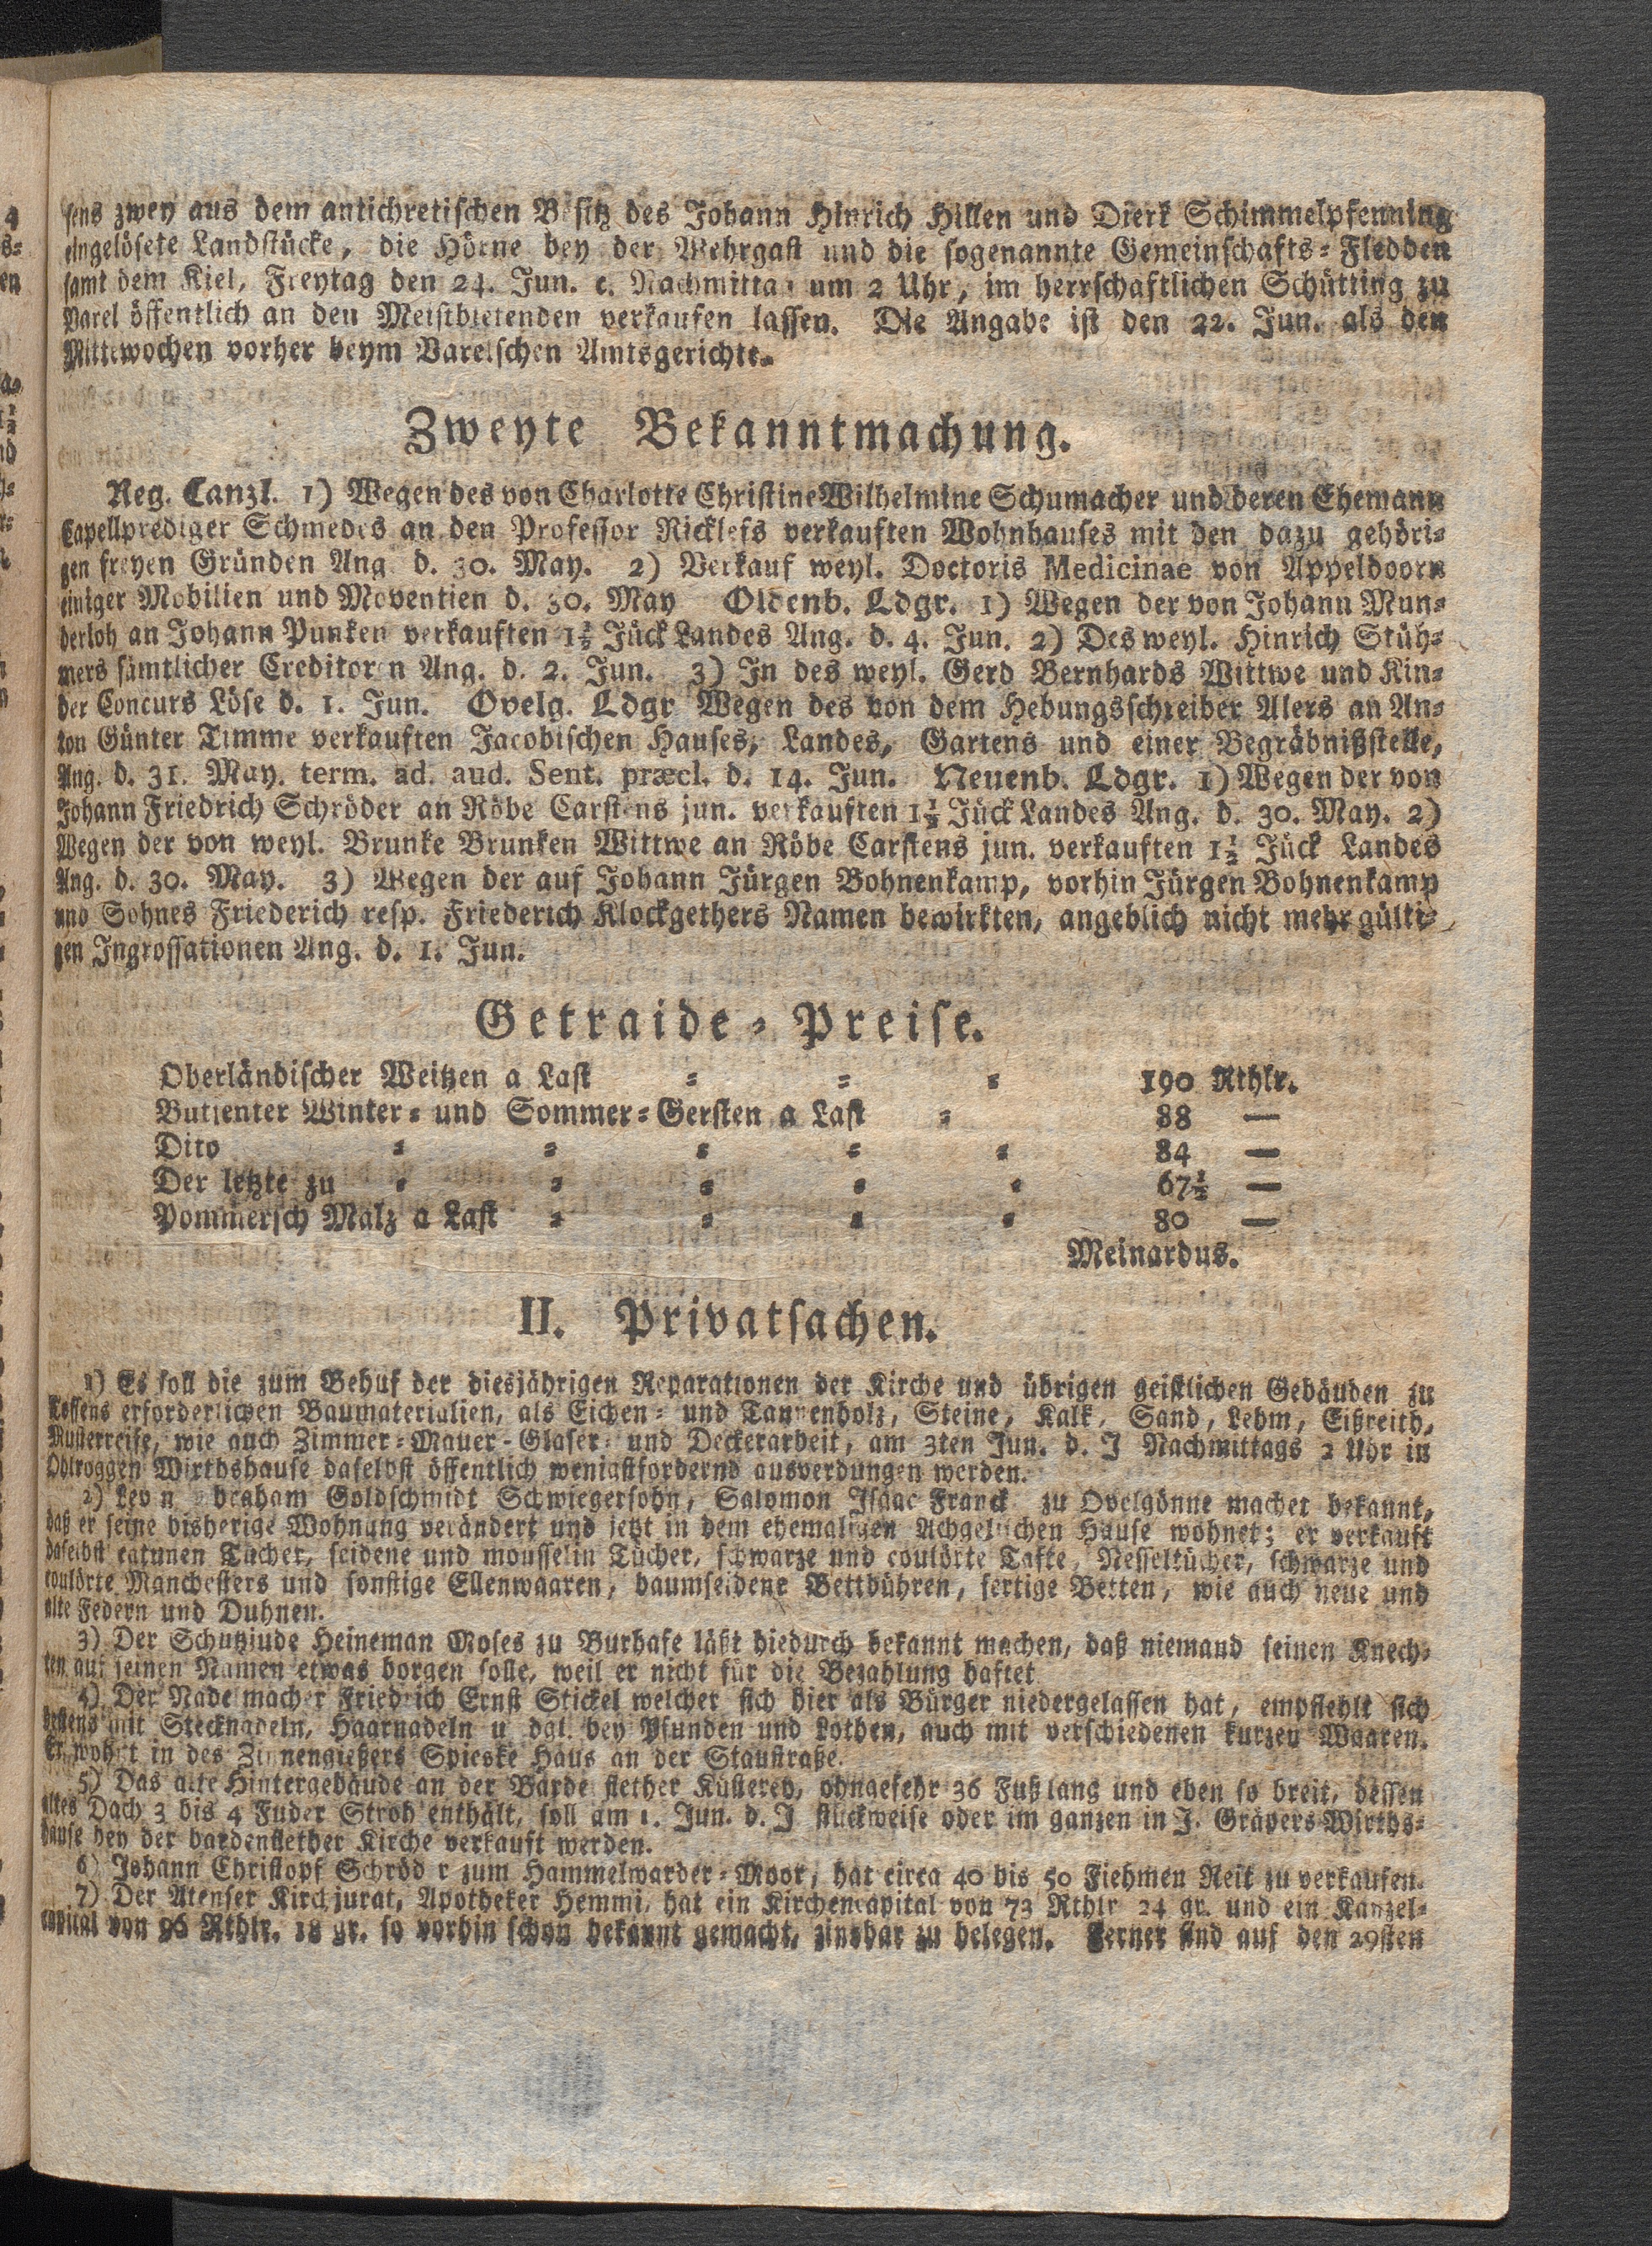 sens zwey aus dem antichretischen Besitz des Johann Hinrich Hillen und Dierk Schimmelpfenning
eingelösete Landstücke, die Hörne bey der Wehrgast und die sogenannte Gemeinschafts-Fledden
samt dem Kiel, Freytag den 24. Jun. c. Nachmittag um 2 Uhr, im herrschaftlichen Schütting zu
Varel öffentlich an den Meistbietenden verkaufen lassen. Die Angabe ist den 22. Jun. als den
Mittewochen vorher beym Varelschen Amtsgerichte.
Zweyte Bekanntmachung.
Reg. Canzl. 1) Wegen des von Charlotte Christine Wilhelmine Schumacher und deren Ehemann
Capellprediger Schmedes an den Professor Ricklefs verkauften Wohnhauses mit den dazu gehöri-
gen freyen Gründen Ang. d. 30. May. 2) Verkauf weyl. Doctoris Medicinae von Appeldoorn
einiger Mobilien und Moventien d. 30. May Oldenb. Ldgr. 1) Wegen der von Johann Mun-
derloh an Johann Punken verkauften 1½ Jück Landes Ang. d. 4. Jun. 2) Des weyl. Hinrich Stüh-
mers sämtlicher Creditoren Ang. d. 2. Jun. 3) In des weyl. Gerd Bernhards Wittwe und Kin-
der Concurs Löse d. 1. Jun. Ovelg. Ldgr Wegen des von dem Hebungsschreiber Alers an An-
ton Günter Timme verkauften Jacobischen Hauses, Landes, Gartens und einer Begräbnißstelle,
Ang. d. 31. May. term. ad. aud. Sent. præcl. d. 14. Jun. Neuenb. Ldgr. 1) Wegen der von
Johann Friedrich Schröder an Röbe Carstens jun. verkauften 1½ Jück Landes Ang. d. 30. May. 2)
Wegen der von weyl. Brunke Brunken Wittwe an Röbe Carstens jun. verkauften 1½ Jück Landes
Ang. d. 30. May. 3) Wegen der auf Johann Jürgen Bohnenkamp, vorhin Jürgen Bohnenkamp
und Sohnes Friederich resp. Friederich Klockgethers Namen bewirkten, angeblich nicht mehr gülti-
gen Ingrossationen Ang. d. 1. Jun.
Getraide-Preise.
Oberländischer Weitzen a Last - - - 190 Rthlr.
Butjenter Winter- und Sommer-Gersten a Last - 88 —
Dito - - - - - 84 —
Der letzte zu - - - - - 67½ —
Pommersch Malz a Last - - - - 80 —
Meinardus.
II. Privatsachen.
1) Es soll die zum Behuf der diesjährigen Reparationen der Kirche und übrigen geistlichen Gebäuden zu
Tossens erforderlichen Baumaterialien, als Eichen- und Tannenholz, Steine, Kalk, Sand, Lehm, Eißreith,
Musterreise, wie auch Zimmer-Mauer-Glaser- und Deckerarbeit, am 3ten Jun. d. J Nachmittags 2 Uhr in
Ohlroggen Wirthshause daselbst öffentlich wenigstfordernd ausverdungen werden.
2) Levin Abraham Goldschmidt Schwiegersohn, Salomon Isaac Franck zu Ovelgönne machet bekannt,
daß er seine bisherige Wohnung verändert und jetzt in dem ehemaligen Achgelischen Hause wohnet; er verkauft
daselbst catunen Tücher, seidene und mousselin Tücher, schwarze und coulörte Tafte, Nesseltücher, schwarze und
coulörte Manchesters und sonstige Ellenwaaren, baumseidene Bettbühren, fertige Betten, wie auch neue und
alte Federn und Duhnen.
3) Der Schutzjude Heineman Moses zu Burhafe läßt hiedurch bekannt machen, daß niemand seinen Knech-
ten auf seinen Namen etwas borgen solle, weil er nicht für die Bezahlung haftet
4) Der Nadelmacher Friedrich Ernst Stickel welcher sich hier als Bürger niedergelassen hat, empfiehlt sich
bestens mit Stecknadeln, Haarnadeln u dgl. bey Pfunden und Lothen, auch mit verschiedenen kurzen Waaren.
Er wohnt in des Zinnengießers Spieske Haus an der Staustraße.
5) Das alte Hintergebäude an der Bardenflether Küsterey, ohngefehr 36 Fuß lang und eben so breit, dessen
altes Dach 3 bis 4 Fuder Stroh enthält, soll am 1. Jun. d. J stückweise oder im ganzen in J. Gräpers Wirths-
hause bey der bardenflether Kirche verkauft werden.
6) Johann Christopf Schröder zum Hammelwarder-Moor, hat circa 40 bis 50 Fiehmen Reit zu verkaufen.
7) Der Atenser Kirchjurat, Apotheker Hemmi, hat ein Kirchencapital von 73 Rthlr 24 gr. und ein Kanzel-
capital von 96 Rthlr. 18 gr. so vorhin schon bekannt gemacht, zinsbar zu belegen. Ferner sind auf den 29sten